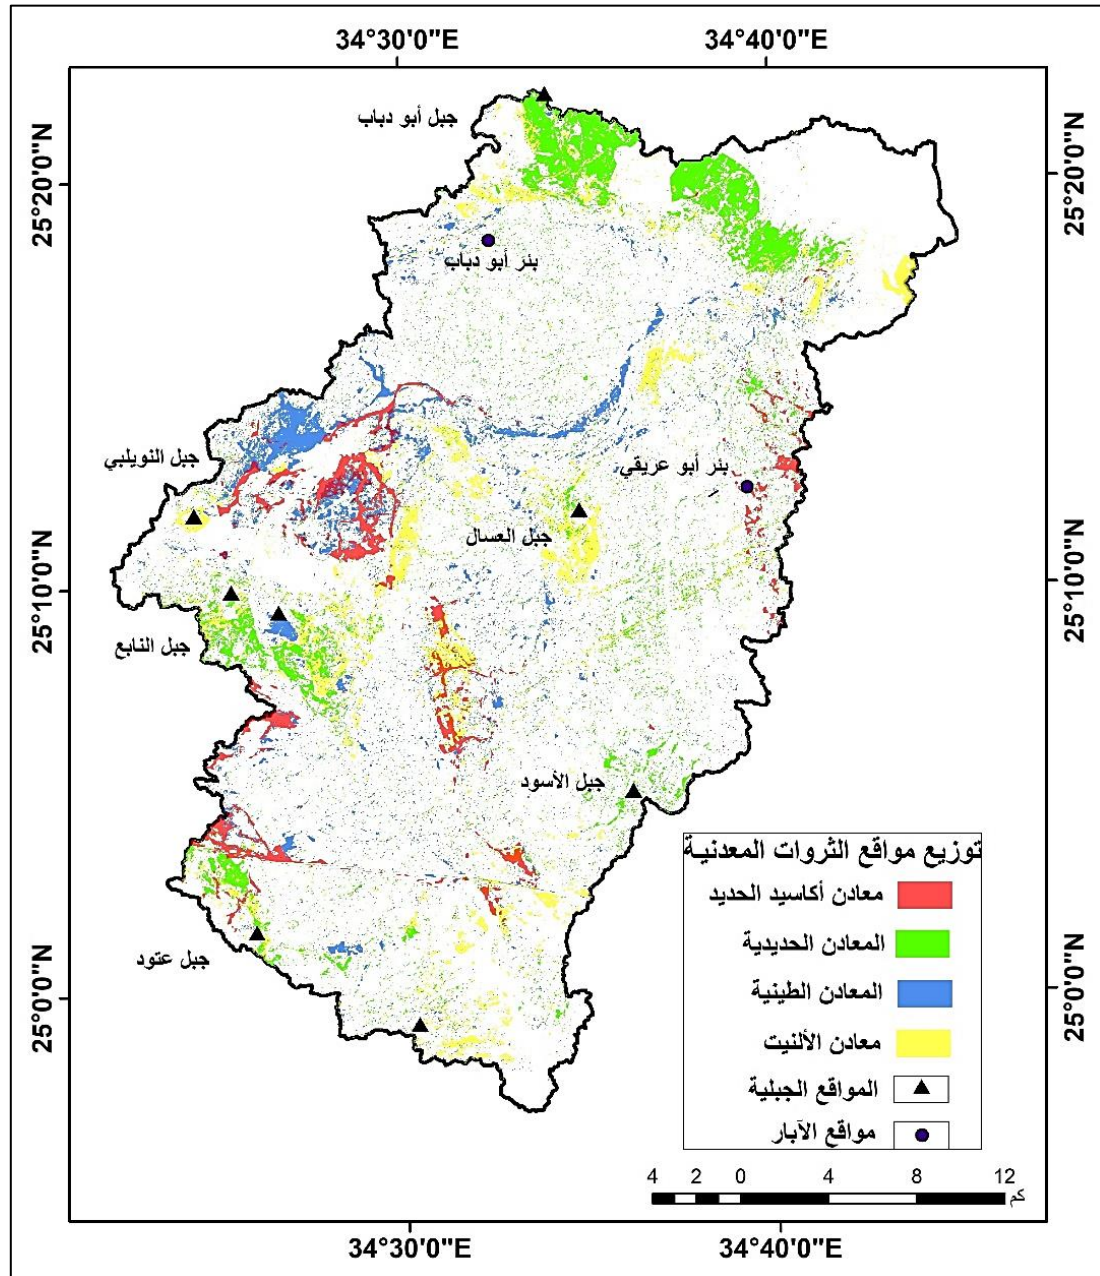 34°30'0"E
34°40'0"E
جبل أبو دباب
25°20'0"N
25°20'0"N
بئر أبو دباب
جبل النويلبي
بئر أبو عريقي
جبل العسال
25°10'0"N
25°10'0"N
جبل النابع
جبل الأسود
توزيع مواقع الثروات المعدنية
معادن أكاسيد الحديد
المعادن الحديدية
المعادن الطينية
معادن الألنيت
المواقع الجبلية
مواقع الآبار
جبل عتود
25°0'0"N
25°0'0"N
4 2 0 4 8 12
كم
34°30'0"E
34°40'0"E